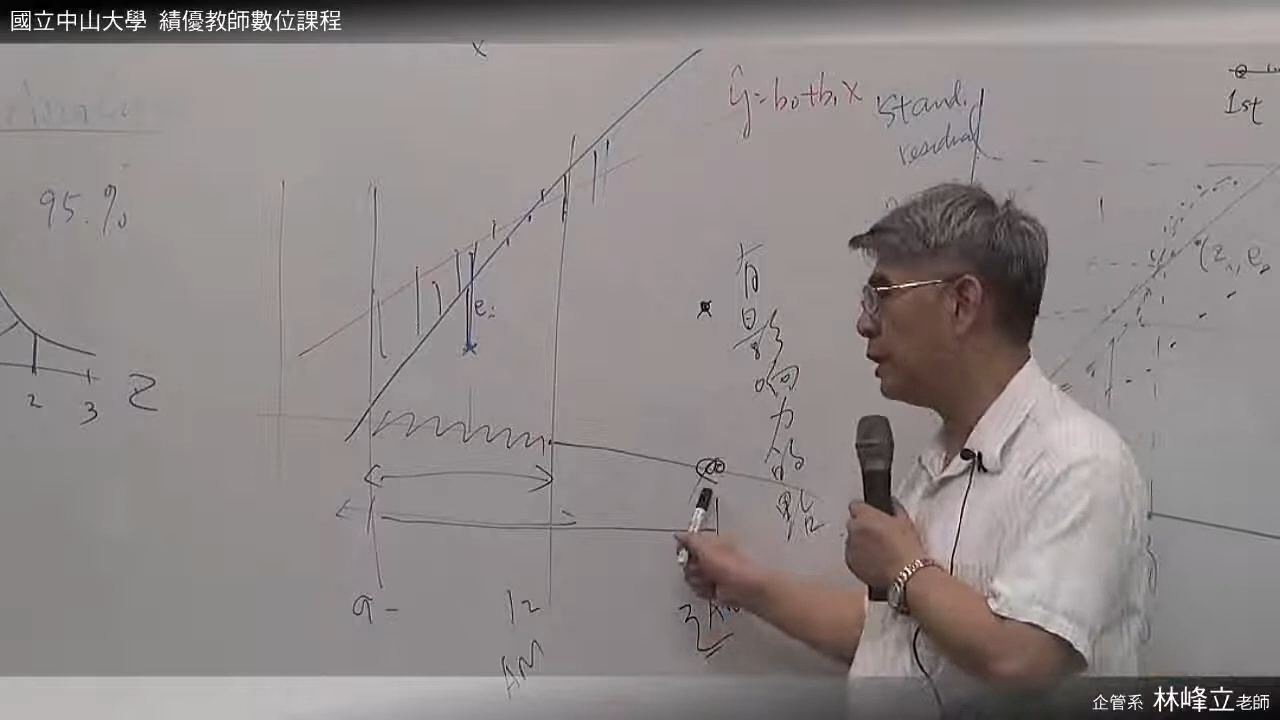 國立中山大學 績優教師數位課程
x
ŷ=b₀+b₁x
stand.
residual
1st
95.%
有影响力的點
eᵢ
2
3
Z
9 -
12
AM
企管系 林峰立老師